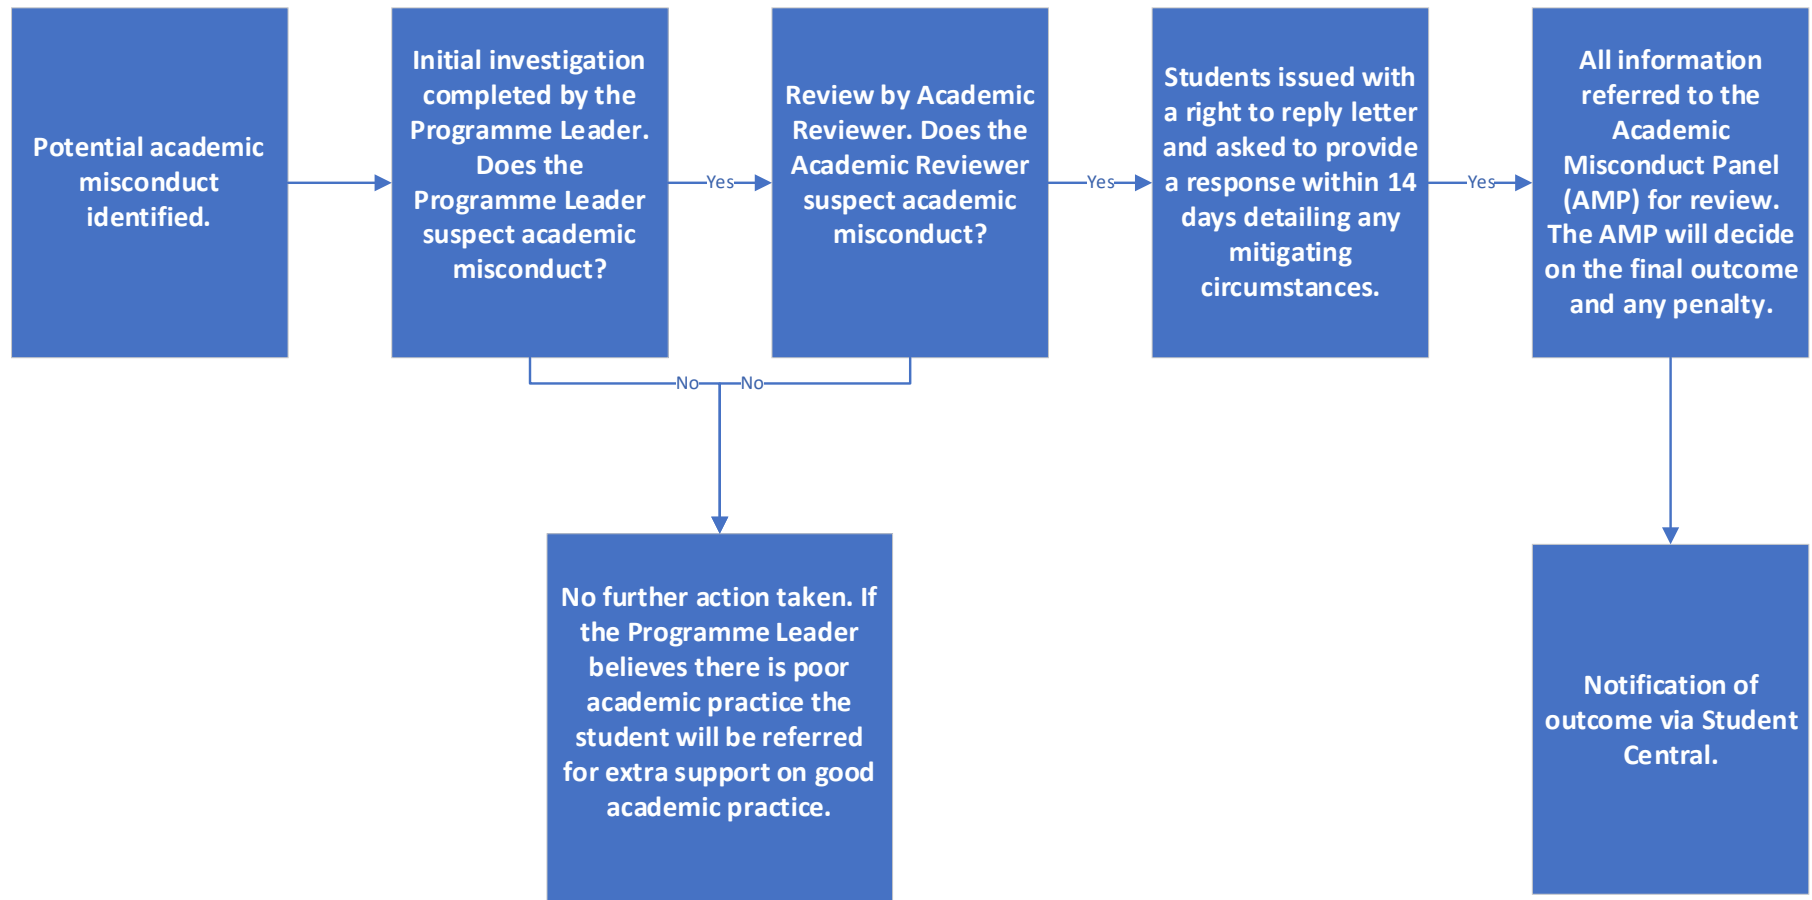 Potential academic
misconduct
identified.
Initial investigation
completed by the
Programme Leader.
Does the
Programme Leader
suspect academic
misconduct?
Yes
Review by Academic
Reviewer. Does the
Academic Reviewer
suspect academic
misconduct?
Yes
Students issued with
a right to reply letter
and asked to provide
a response within 14
days detailing any
mitigating
circumstances.
Yes
All information
referred to the
Academic
Misconduct Panel
(AMP) for review.
The AMP will decide
on the final outcome
and any penalty.
No
No
No further action taken. If
the Programme Leader
believes there is poor
academic practice the
student will be referred
for extra support on good
academic practice.
Notification of
outcome via Student
Central.